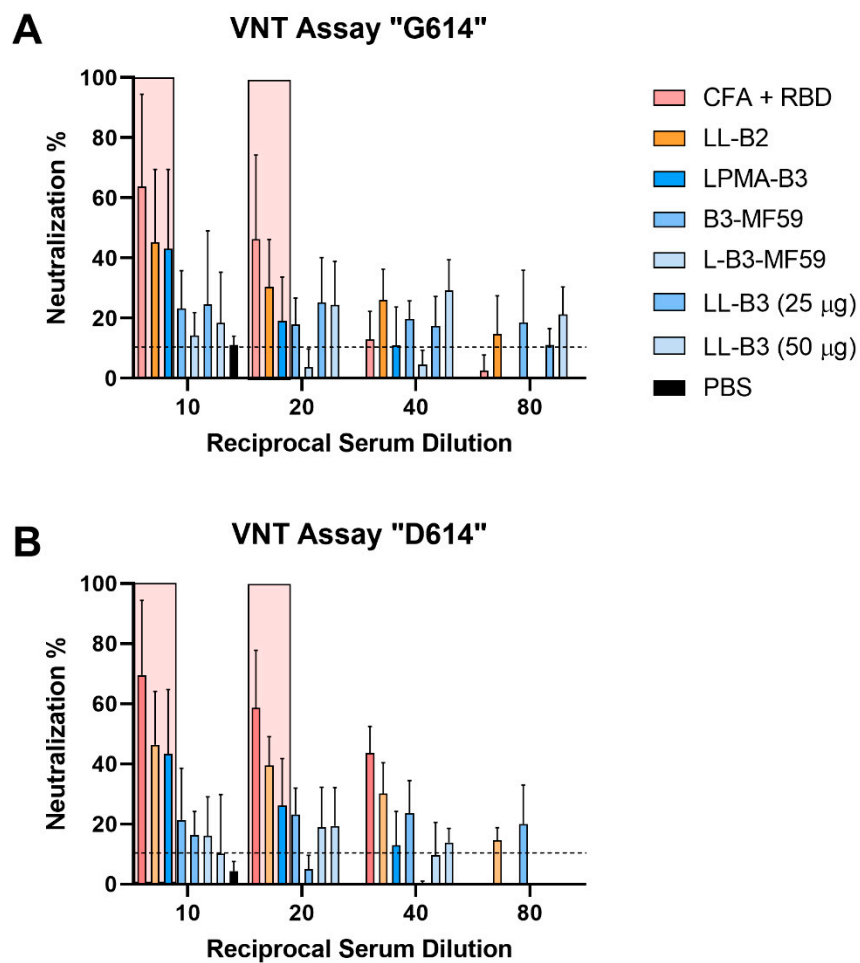 A
VNT Assay "G614"
Neutralization %
100
80
60
40
20
0
10
20
40
80
Reciprocal Serum Dilution
CFA + RBD
LL-B2
LPMA-B3
B3-MF59
L-B3-MF59
LL-B3 (25 μg)
LL-B3 (50 μg)
PBS
B
VNT Assay "D614"
Neutralization %
100
80
60
40
20
0
10
20
40
80
Reciprocal Serum Dilution